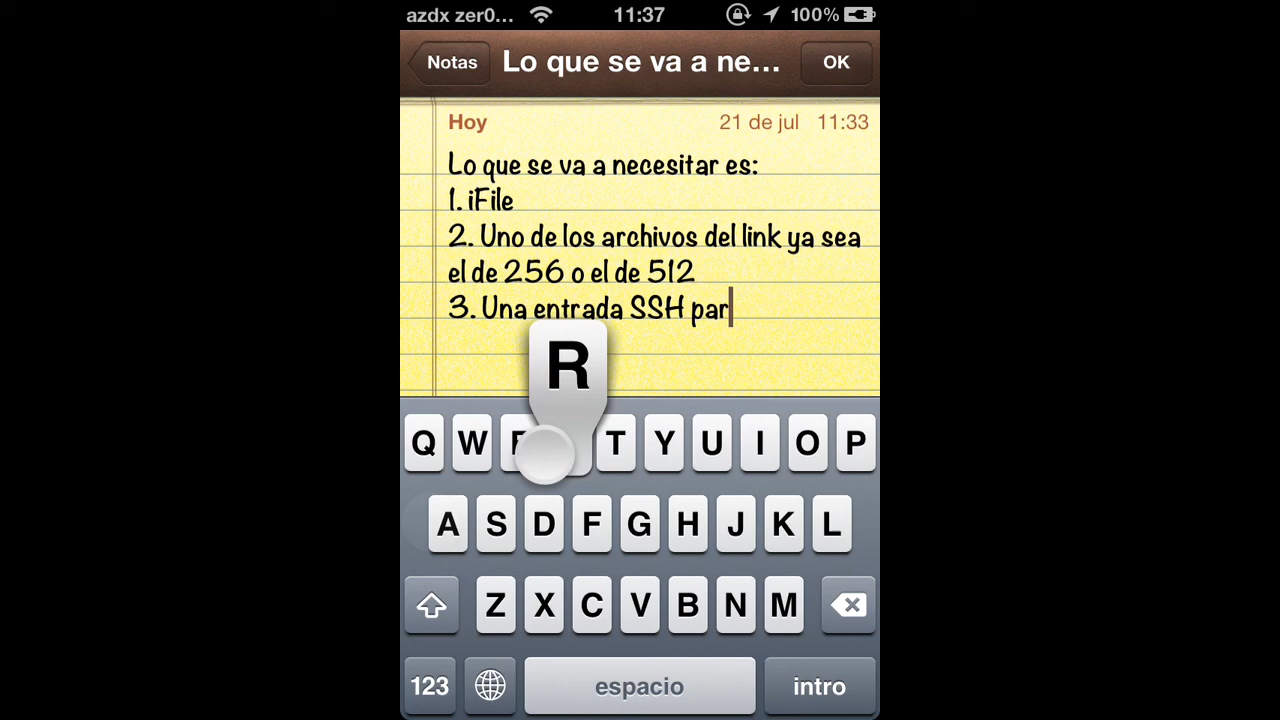 azdx zer0... 11:37 100%
Notas Lo que se va a ne... OK
Hoy 21 de jul 11:33
Lo que se va a necesitar es:
1. iFile
2. Uno de los archivos del link ya sea
el de 256 o el de 512
3. Una entrada SSH par
R
Q W T Y U I O P
A S D F G H J K L
Z X C V B N M
123 espacio intro